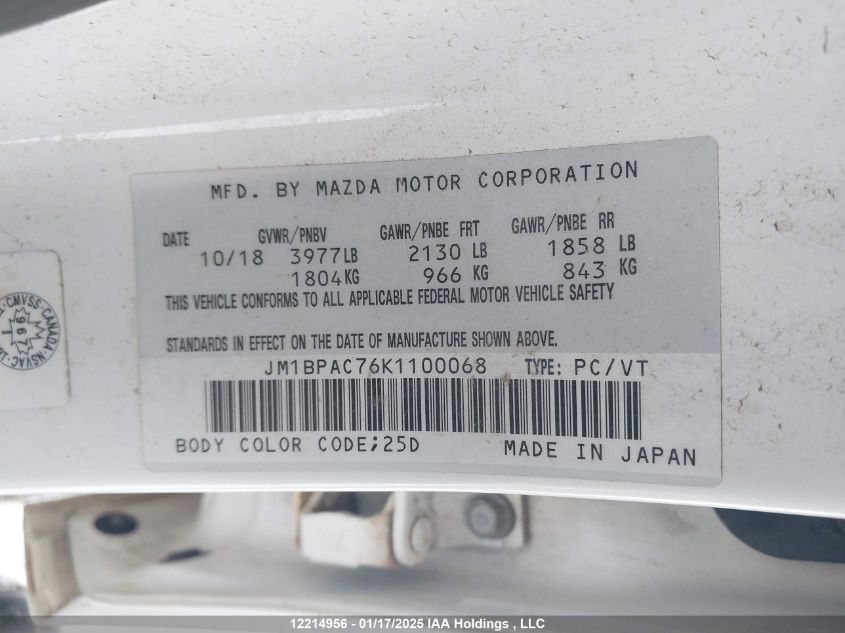 MFD. BY MAZDA MOTOR CORPORATION
DATE GVWR/PNBV GAWR/PNBE FRT GAWR/PNBE RR
10/18 3977LB 2130 LB 1858 LB
1804KG 966 KG 843 KG
THIS VEHICLE CONFORMS TO ALL APPLICABLE FEDERAL MOTOR VEHICLE SAFETY
STANDARDS IN EFFECT ON THE DATE OF MANUFACTURE SHOWN ABOVE.
JM1BPAC76K1100068 TYPE: PC/VT
BODY COLOR CODE;25D MADE IN JAPAN
CMVSS-CANADA-NSVAC
12214956 - 01/17/2025 IAA Holdings , LLC